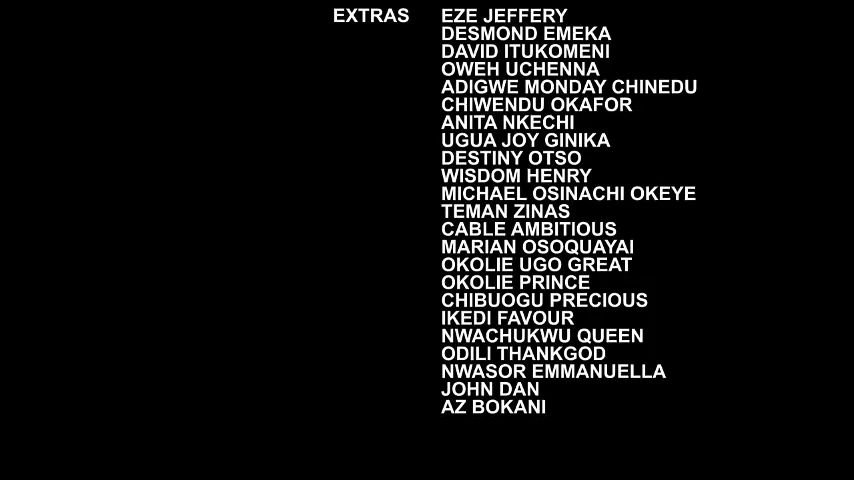 EXTRAS EZE JEFFERY
DESMOND EMEKA
DAVID ITUKOMENI
OWEH UCHENNA
ADIGWE MONDAY CHINEDU
CHIWENDU OKAFOR
ANITA NKECHI
UGUA JOY GINIKA
DESTINY OTSO
WISDOM HENRY
MICHAEL OSINACHI OKEYE
TEMAN ZINAS
CABLE AMBITIOUS
MARIAN OSOQUAYAI
OKOLIE UGO GREAT
OKOLIE PRINCE
CHIBUOGU PRECIOUS
IKEDI FAVOUR
NWACHUKWU QUEEN
ODILI THANKGOD
NWASOR EMMANUELLA
JOHN DAN
AZ BOKANI